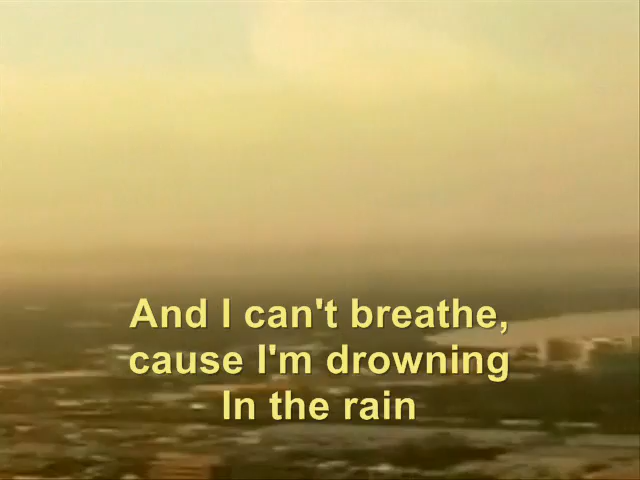 And I can't breathe,
cause I'm drowning
In the rain